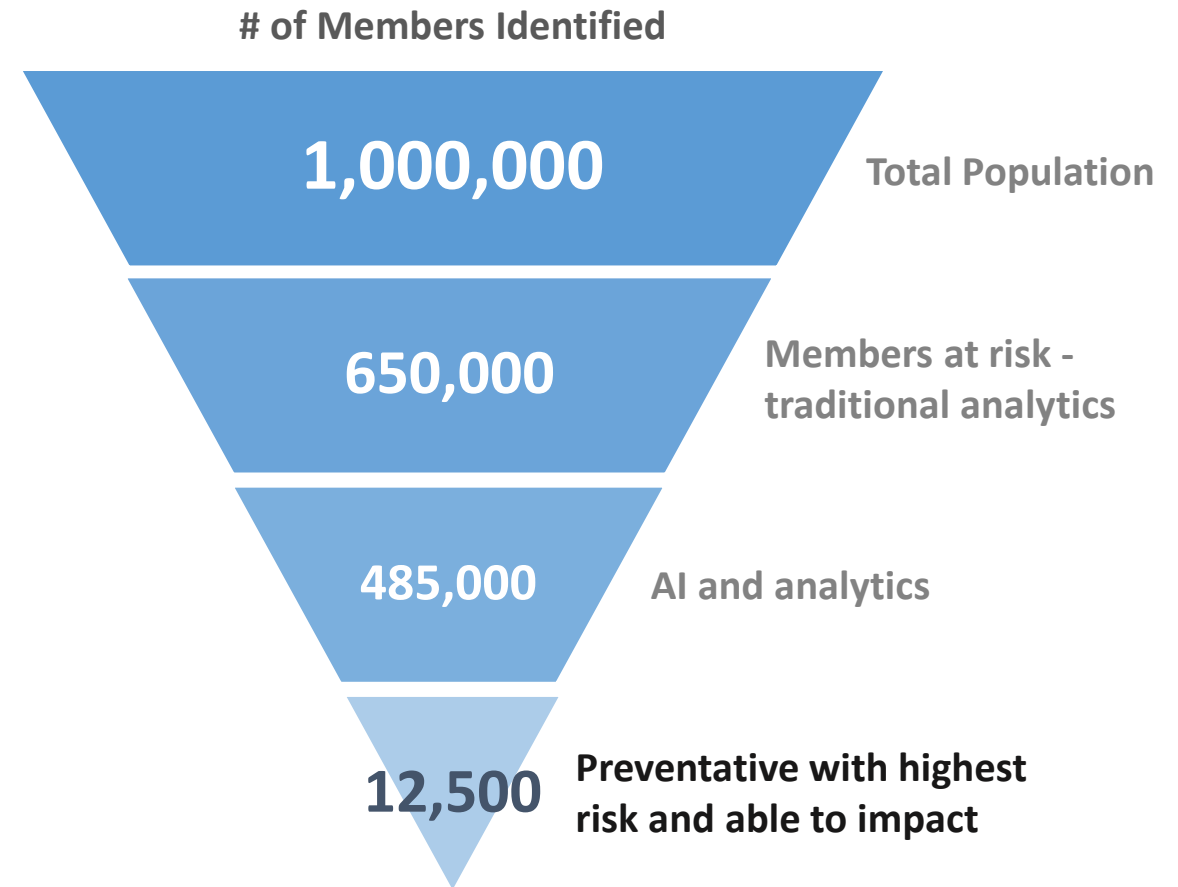 # of Members Identified
1,000,000
Total Population
650,000
Members at risk -
traditional analytics
485,000
AI and analytics
12,500
Preventative with highest
risk and able to impact